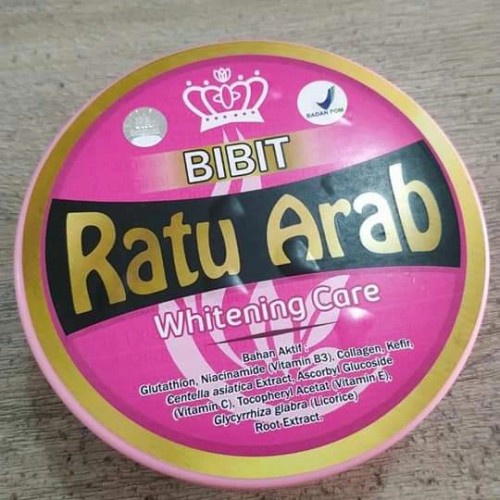 BADAN POM
BIBIT
Ratu Arab
Whitening Care
Bahan Aktif :
Glutathion, Niacinamide (Vitamin B3), Collagen, Kefir,
Centella asiatica Extract, Ascorbyl Glucoside
(Vitamin C), Tocopheryl Acetat (Vitamin E),
Glycyrrhiza glabra (Licorice)
Root Extract.